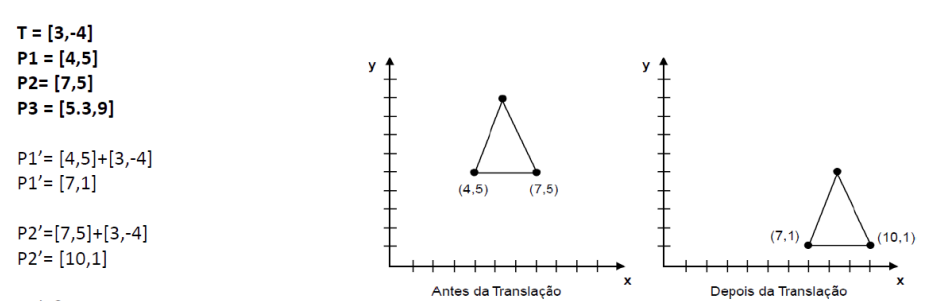 T = [3,-4]
P1 = [4,5]
P2= [7,5]
P3 = [5.3,9]
P1’= [4,5]+[3,-4]
P1’= [7,1]
P2’=[7,5]+[3,-4]
P2’= [10,1]
y
(4,5)
(7,5)
x
Antes da Translação
y
(7,1)
(10,1)
x
Depois da Translação